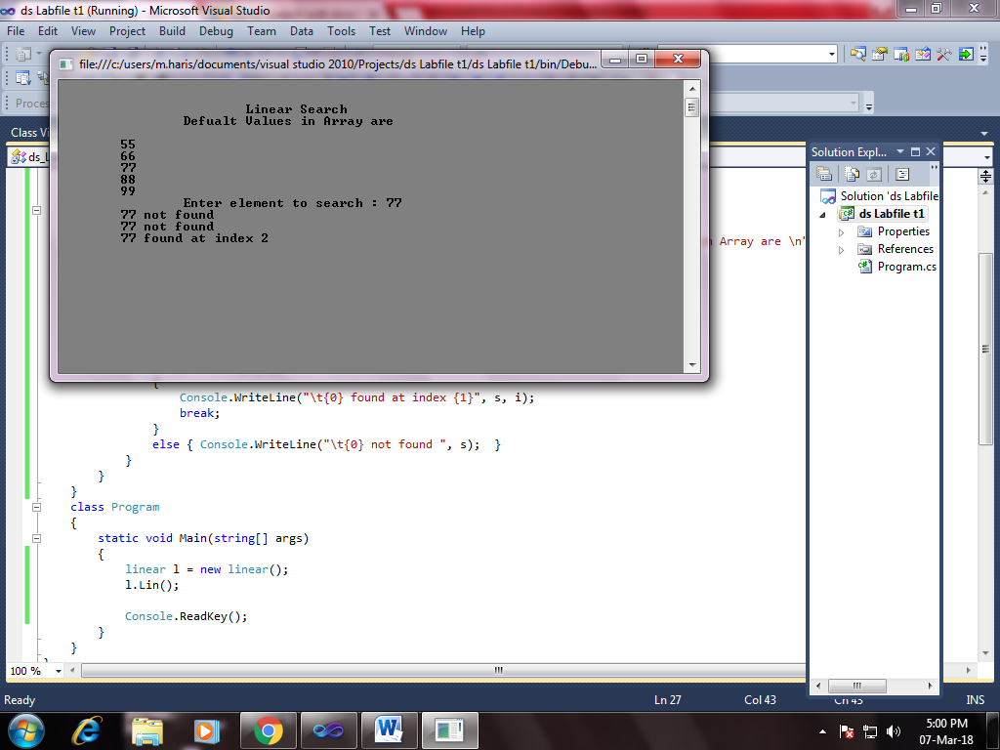 ds Labfile t1 (Running) - Microsoft Visual Studio
File Edit View Project Build Debug Team Data Tools Test Window Help
file:///c:/users/m.haris/documents/visual studio 2010/Projects/ds Labfile t1/ds Labfile t1/bin/Debu...
Proces
Class Vi
ds_L
Linear Search
Defualt Values in Array are
55
66
77
88
99
Enter element to search : 77
77 not found
77 not found
77 found at index 2
Array are \n"
Solution Expl...
Solution 'ds Labfile
ds Labfile t1
Properties
References
Program.cs
{
Console.WriteLine("\t{0} found at index {1}", s, i);
break;
}
else { Console.WriteLine("\t{0} not found ", s); }
}
}
}
class Program
{
static void Main(string[] args)
{
linear l = new linear();
l.Lin();
Console.ReadKey();
}
}
100 %
Ready Ln 27 Col 43 Ch 43 INS
5:00 PM
07-Mar-18